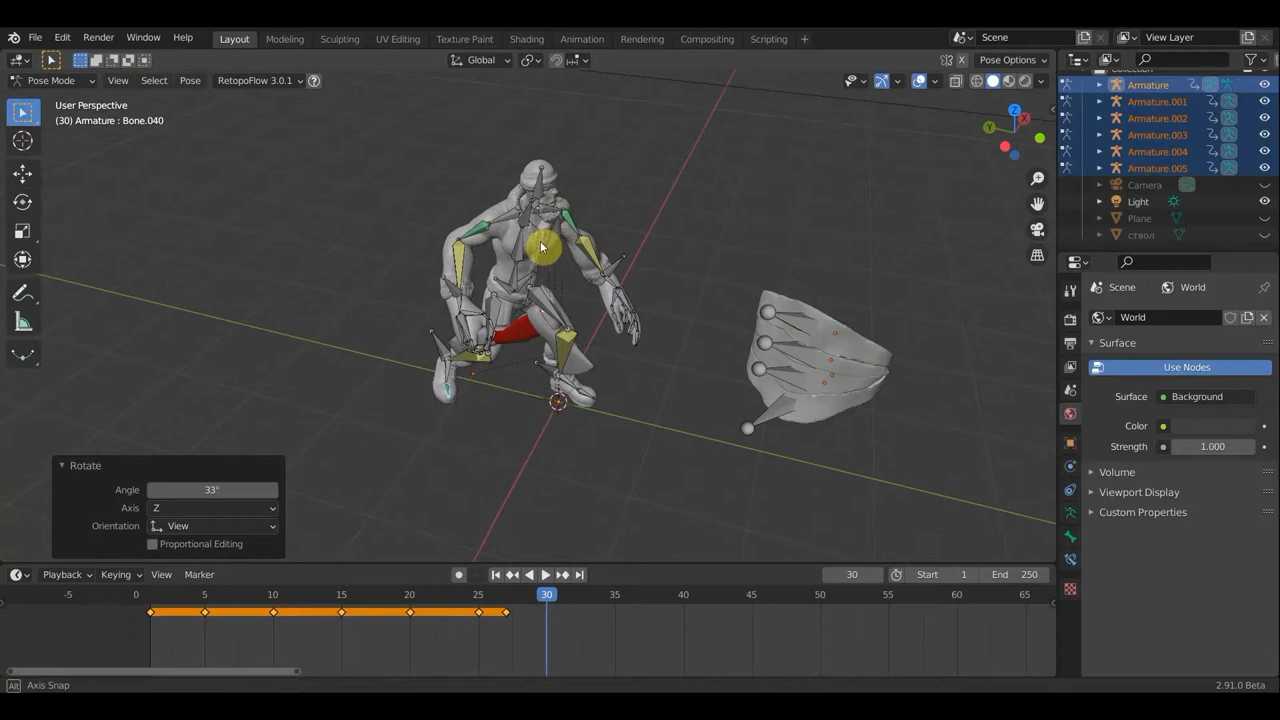 File Edit Render Window Help Layout Modeling Sculpting UV Editing Texture Paint Shading Animation Rendering Compositing Scripting + Scene View Layer
Global Pose Options
Pose Mode View Select Pose RetopoFlow 3.0.1 ?
Collection
User Perspective
(30) Armature : Bone.040
Armature
Armature.001
Armature.002
Armature.003
Armature.004
Armature.005
Camera
Light
Plane
ствол
Z
Y
X
Scene World
World
Surface
Use Nodes
Surface Background
Color
Strength 1.000
Volume
Viewport Display
Custom Properties
Rotate
Angle 33°
Axis Z
Orientation View
Proportional Editing
Playback Keying View Marker 30 Start 1 End 250
-5 0 5 10 15 20 25 30 35 40 45 50 55 60 65
Alt Axis Snap 2.91.0 Beta